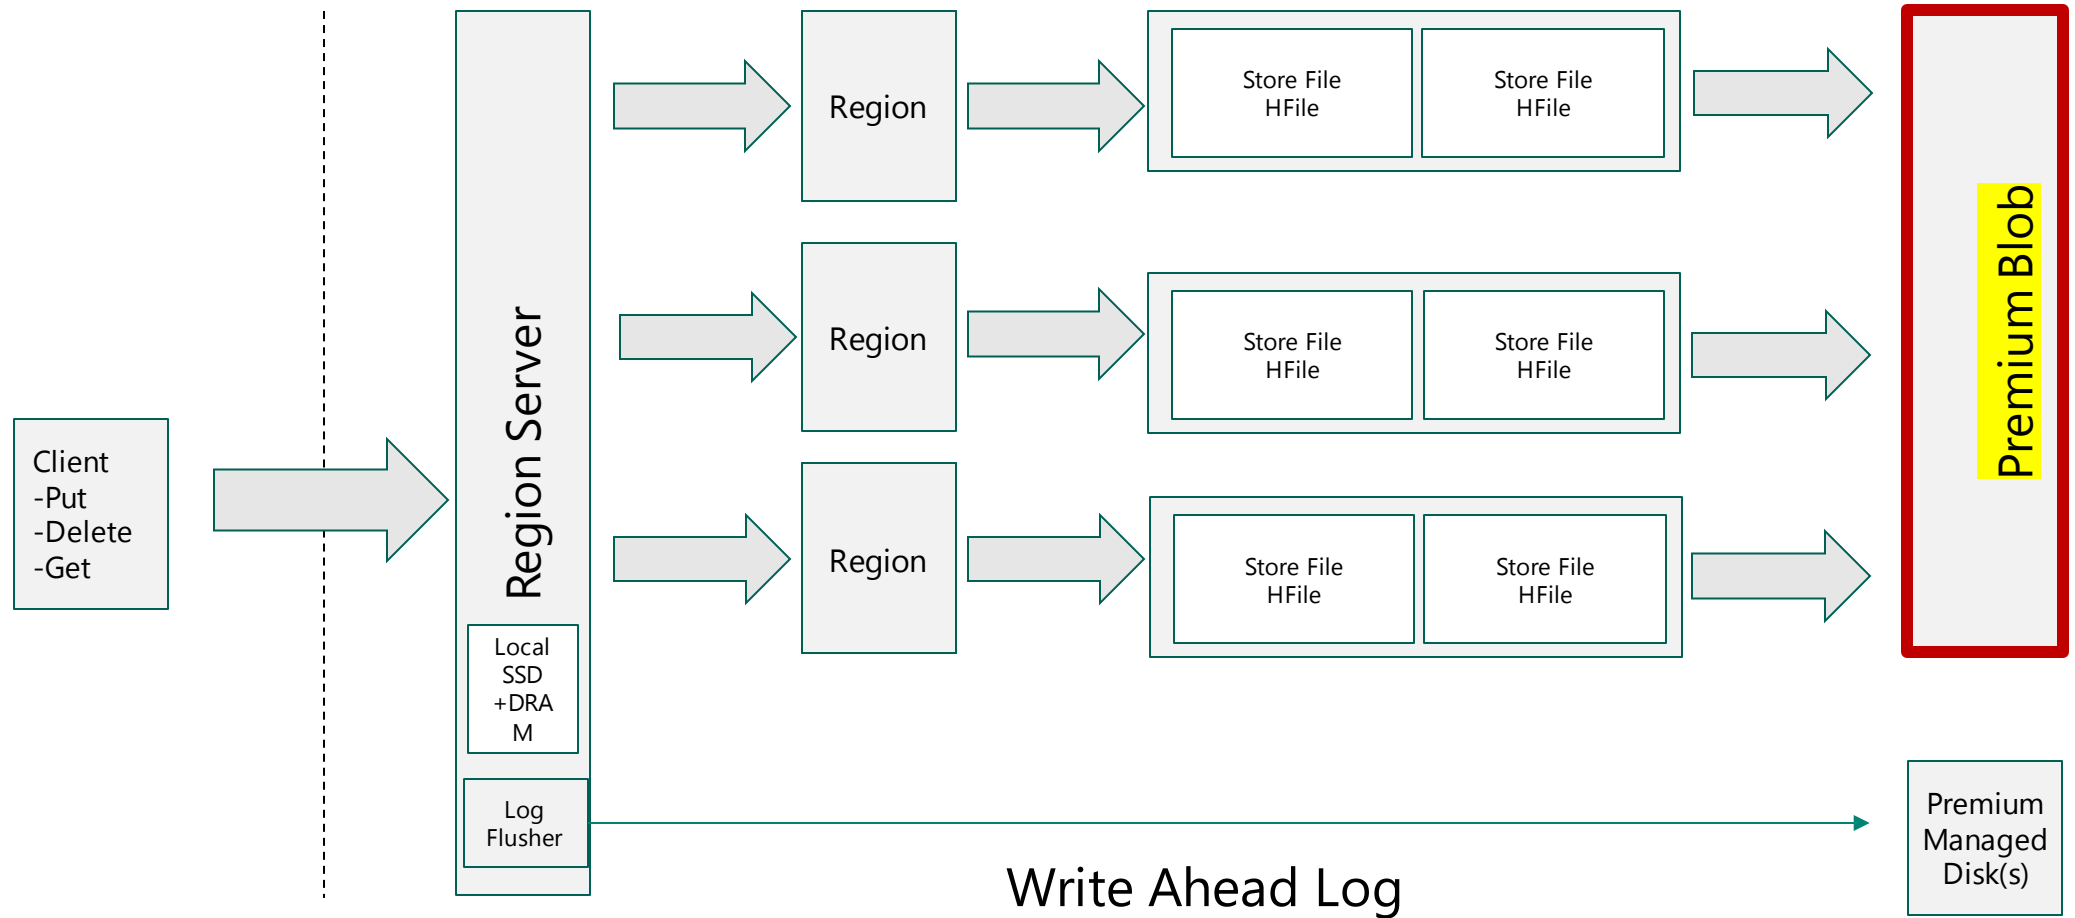 Client
-Put
-Delete
-Get
Region Server
Local
SSD
+DRA
M
Log
Flusher
Region
Store File
HFile
Store File
HFile
Region
Store File
HFile
Store File
HFile
Region
Store File
HFile
Store File
HFile
Premium Blob
Write Ahead Log
Premium
Managed
Disk(s)